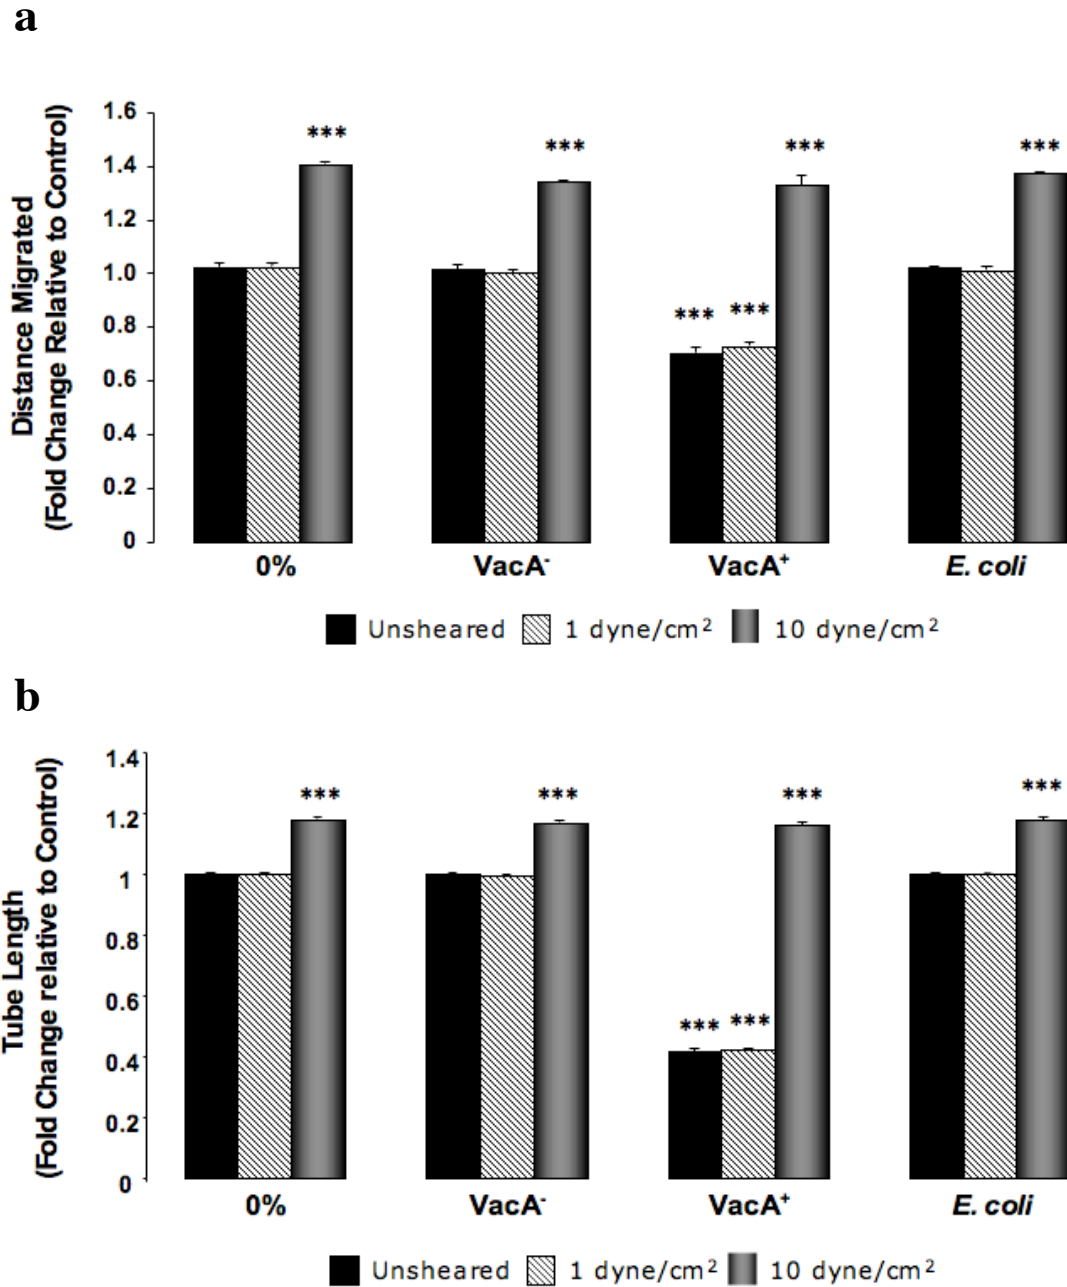 a
Distance Migrated
(Fold Change Relative to Control)
1.6
1.4
1.2
1.0
0.8
0.6
0.4
0.2
0
***
***
***
***
***
***
0%
VacA⁻
VacA⁺
E. coli
Unsheared 1 dyne/cm² 10 dyne/cm²
b
Tube Length
(Fold Change relative to Control)
1.4
1.2
1
0.8
0.6
0.4
0.2
0
***
***
***
***
***
***
0%
VacA⁻
VacA⁺
E. coli
Unsheared 1 dyne/cm² 10 dyne/cm²